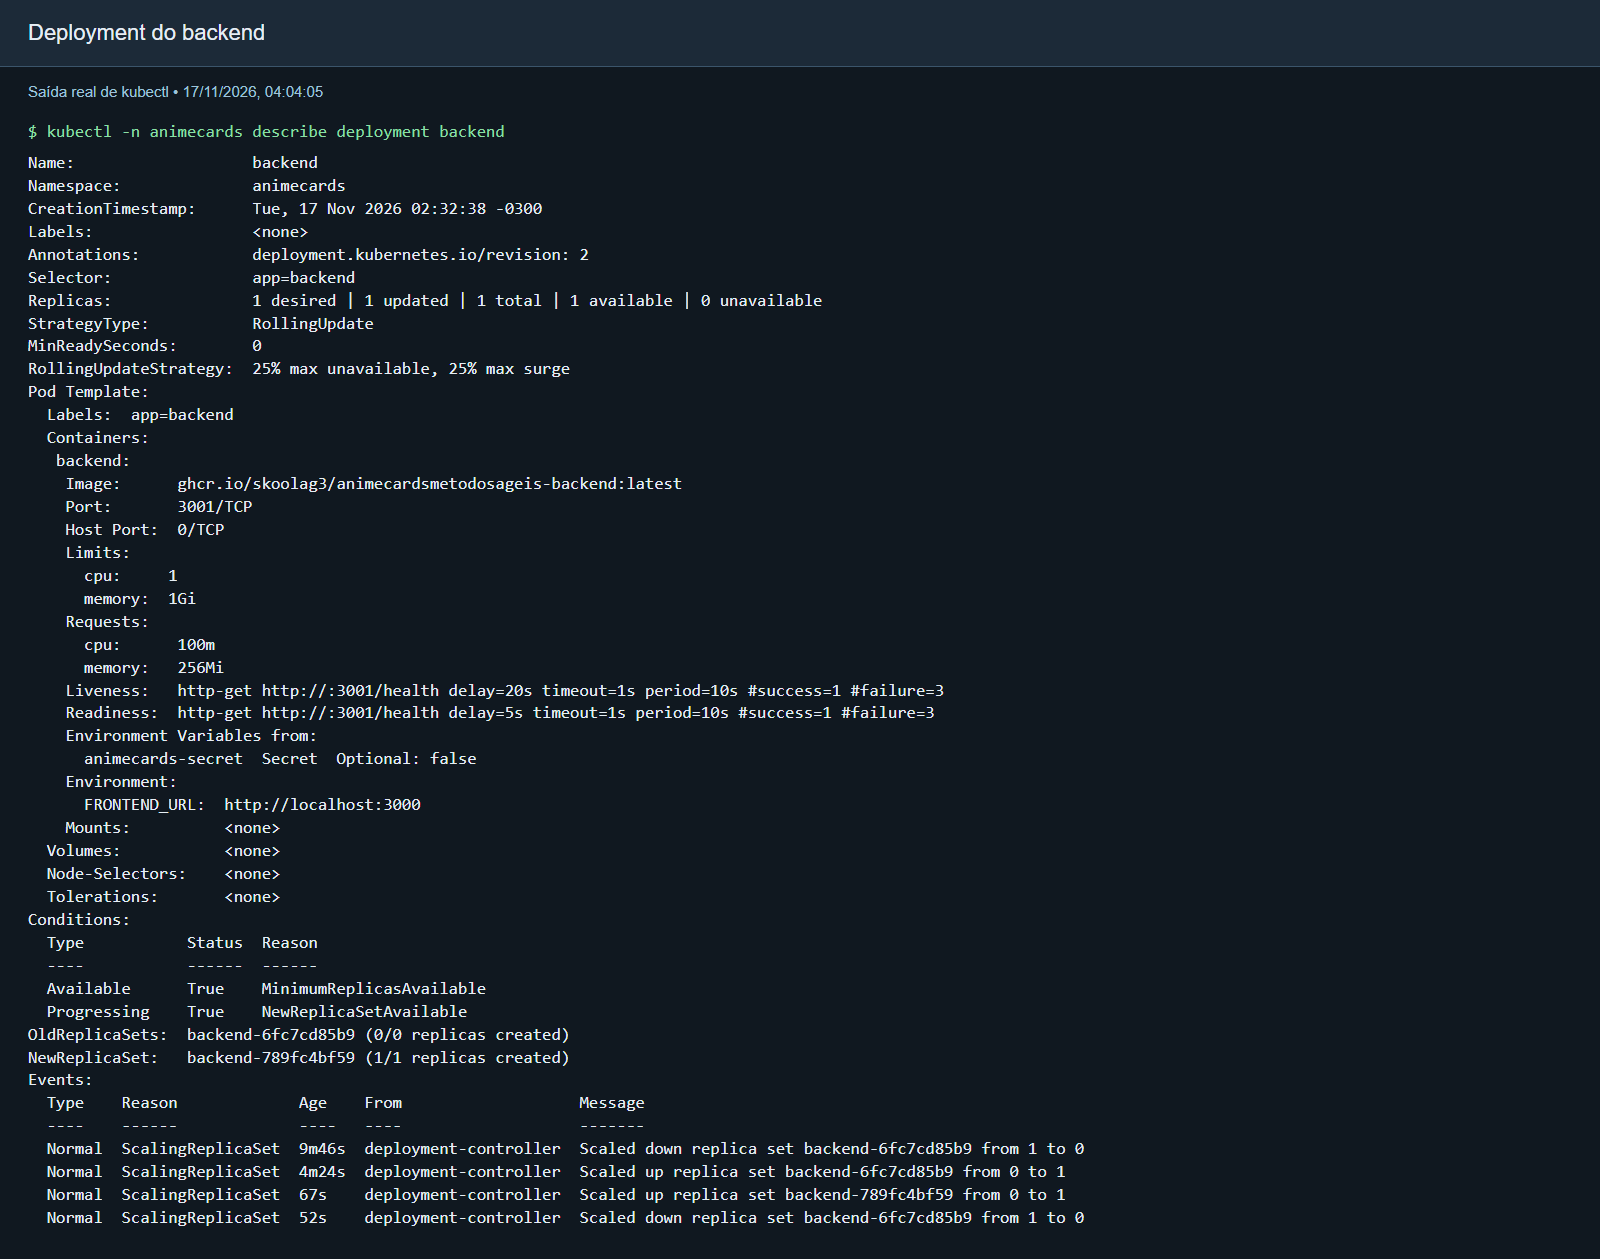 Deployment do backend
Saída real de kubectl • 17/11/2026, 04:04:05
$ kubectl -n animecards describe deployment backend
Name:                   backend
Namespace:              animecards
CreationTimestamp:      Tue, 17 Nov 2026 02:32:38 -0300
Labels:                 <none>
Annotations:            deployment.kubernetes.io/revision: 2
Selector:               app=backend
Replicas:               1 desired | 1 updated | 1 total | 1 available | 0 unavailable
StrategyType:           RollingUpdate
MinReadySeconds:        0
RollingUpdateStrategy:  25% max unavailable, 25% max surge
Pod Template:
  Labels:  app=backend
  Containers:
   backend:
    Image:      ghcr.io/skoolag3/animecardsmetodosageis-backend:latest
    Port:       3001/TCP
    Host Port:  0/TCP
    Limits:
      cpu:     1
      memory:  1Gi
    Requests:
      cpu:      100m
      memory:   256Mi
    Liveness:   http-get http://:3001/health delay=20s timeout=1s period=10s #success=1 #failure=3
    Readiness:  http-get http://:3001/health delay=5s timeout=1s period=10s #success=1 #failure=3
    Environment Variables from:
      animecards-secret  Secret  Optional: false
    Environment:
      FRONTEND_URL:  http://localhost:3000
    Mounts:          <none>
  Volumes:           <none>
  Node-Selectors:    <none>
  Tolerations:       <none>
Conditions:
  Type           Status  Reason
  ----           ------  ------
  Available      True    MinimumReplicasAvailable
  Progressing    True    NewReplicaSetAvailable
OldReplicaSets:  backend-6fc7cd85b9 (0/0 replicas created)
NewReplicaSet:   backend-789fc4bf59 (1/1 replicas created)
Events:
  Type    Reason             Age    From                   Message
  ----    ------             ----   ----                   -------
  Normal  ScalingReplicaSet  9m46s  deployment-controller  Scaled down replica set backend-6fc7cd85b9 from 1 to 0
  Normal  ScalingReplicaSet  4m24s  deployment-controller  Scaled up replica set backend-6fc7cd85b9 from 0 to 1
  Normal  ScalingReplicaSet  67s    deployment-controller  Scaled up replica set backend-789fc4bf59 from 0 to 1
  Normal  ScalingReplicaSet  52s    deployment-controller  Scaled down replica set backend-6fc7cd85b9 from 1 to 0